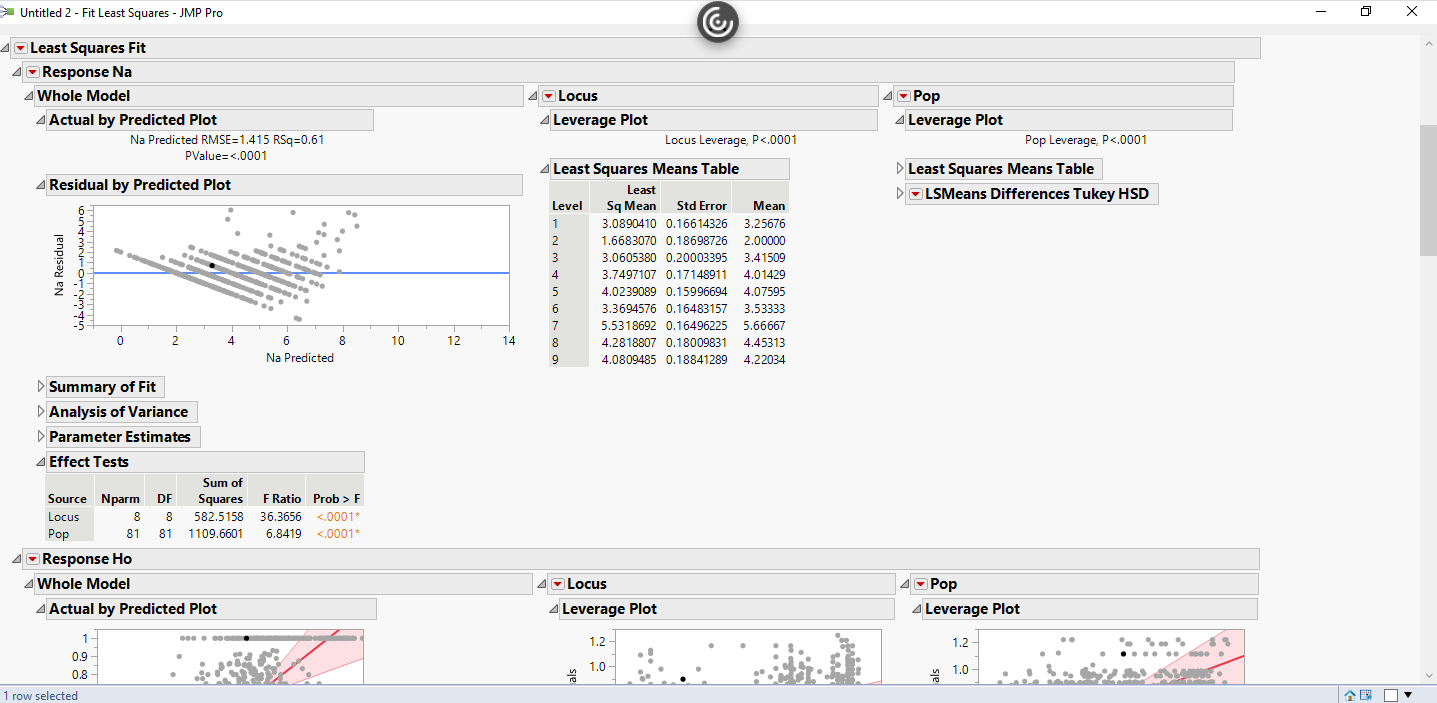 Untitled 2 - Fit Least Squares - JMP Pro
Least Squares Fit
Response Na
Whole Model
Actual by Predicted Plot
Na Predicted RMSE=1.415 RSq=0.61
PValue=<.0001
Residual by Predicted Plot
Na Residual
6
5
4
3
2
1
0
-1
-2
-3
-4
-5
0 2 4 6 8 10 12 14
Na Predicted
Summary of Fit
Analysis of Variance
Parameter Estimates
Effect Tests
Sum of
Source Nparm DF Squares F Ratio Prob > F
Locus 8 8 582.5158 36.3656 <.0001*
Pop 81 81 1109.6601 6.8419 <.0001*
Locus
Leverage Plot
Locus Leverage, P<.0001
Least Squares Means Table
Least
Level Sq Mean Std Error Mean
1 3.0890410 0.16614326 3.25676
2 1.6683070 0.18698726 2.00000
3 3.0605380 0.20003395 3.41509
4 3.7497107 0.17148911 4.01429
5 4.0239089 0.15996694 4.07595
6 3.3694576 0.16483157 3.53333
7 5.5318692 0.16496225 5.66667
8 4.2818807 0.18009831 4.45313
9 4.0809485 0.18841289 4.22034
Pop
Leverage Plot
Pop Leverage, P<.0001
Least Squares Means Table
LSMeans Differences Tukey HSD
Response Ho
Whole Model
Actual by Predicted Plot
1
0.9
0.8
Locus
Leverage Plot
1.2
1.0
als
Pop
Leverage Plot
1.2
1.0
als
1 row selected